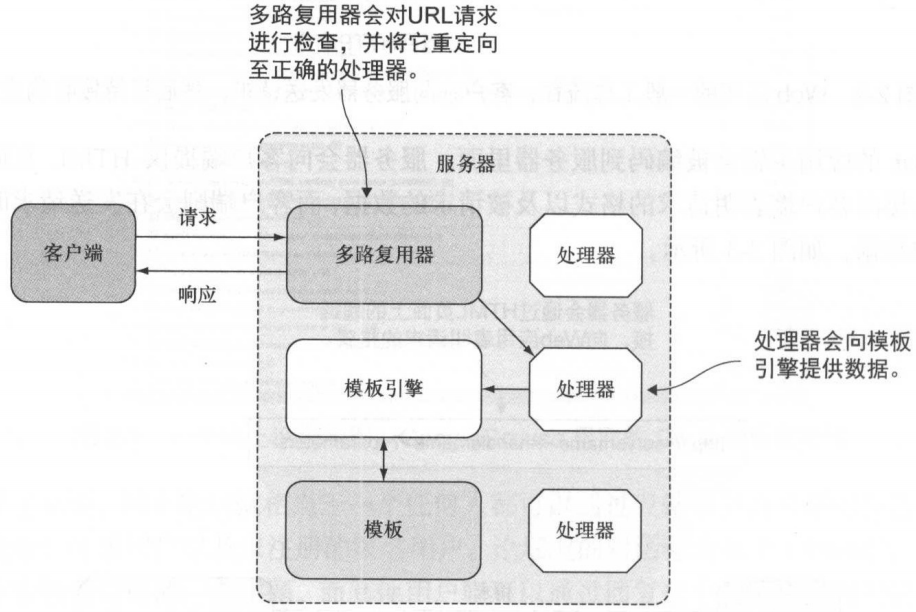 多路复用器会对URL请求
进行检查，并将它重定向
至正确的处理器。
服务器
请求
客户端
多路复用器
处理器
响应
处理器会向模板
引擎提供数据。
模板引擎
处理器
模板
处理器